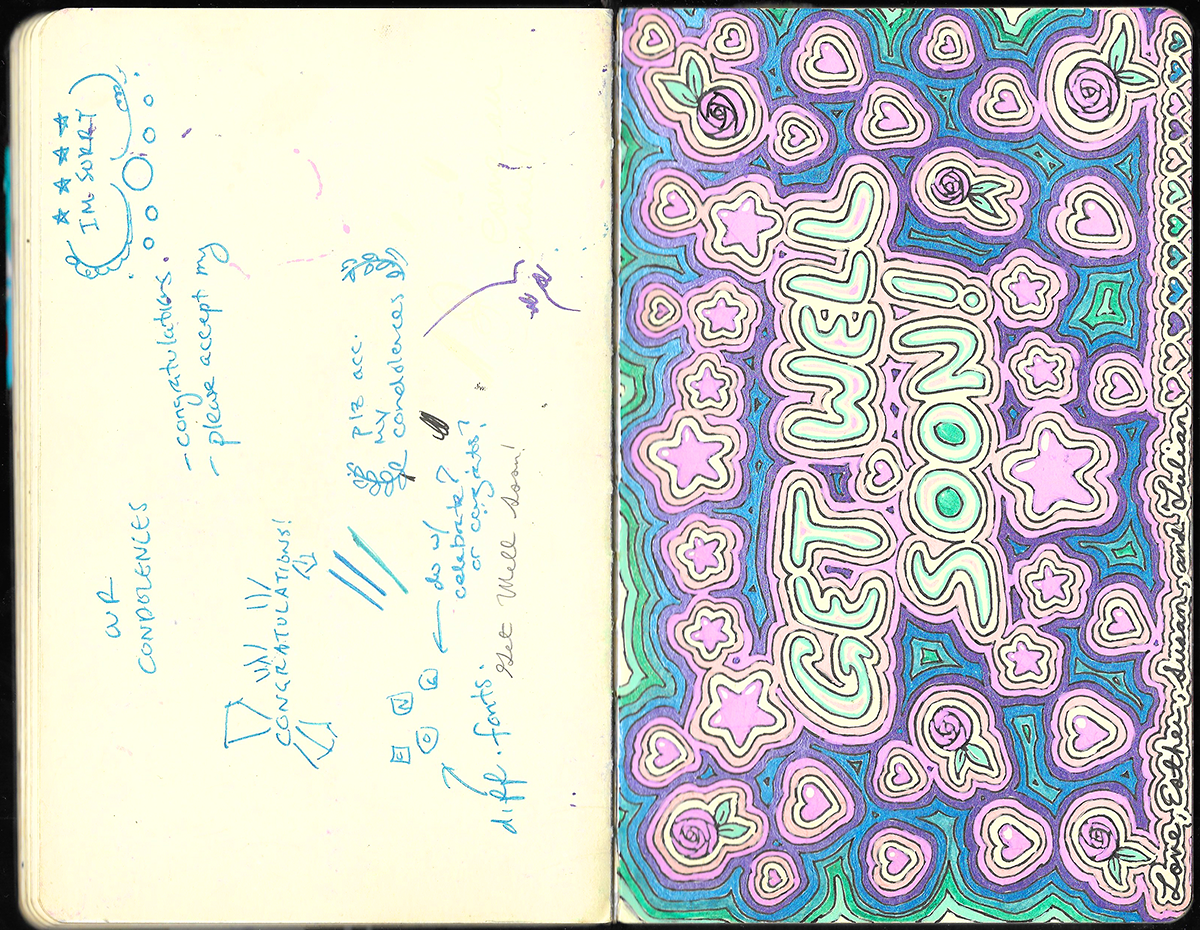 I'M SORRY
OUR
CONDOLENCES
- congratulations.
- please accept my
CONGRATULATIONS!
plz acc.
my
condolences
E N
do w/
celebrate?
or congrats?
diff. fonts.
Get Well Soon!
GET WELL
SOON!
Love, Esther, Susan, and Julian